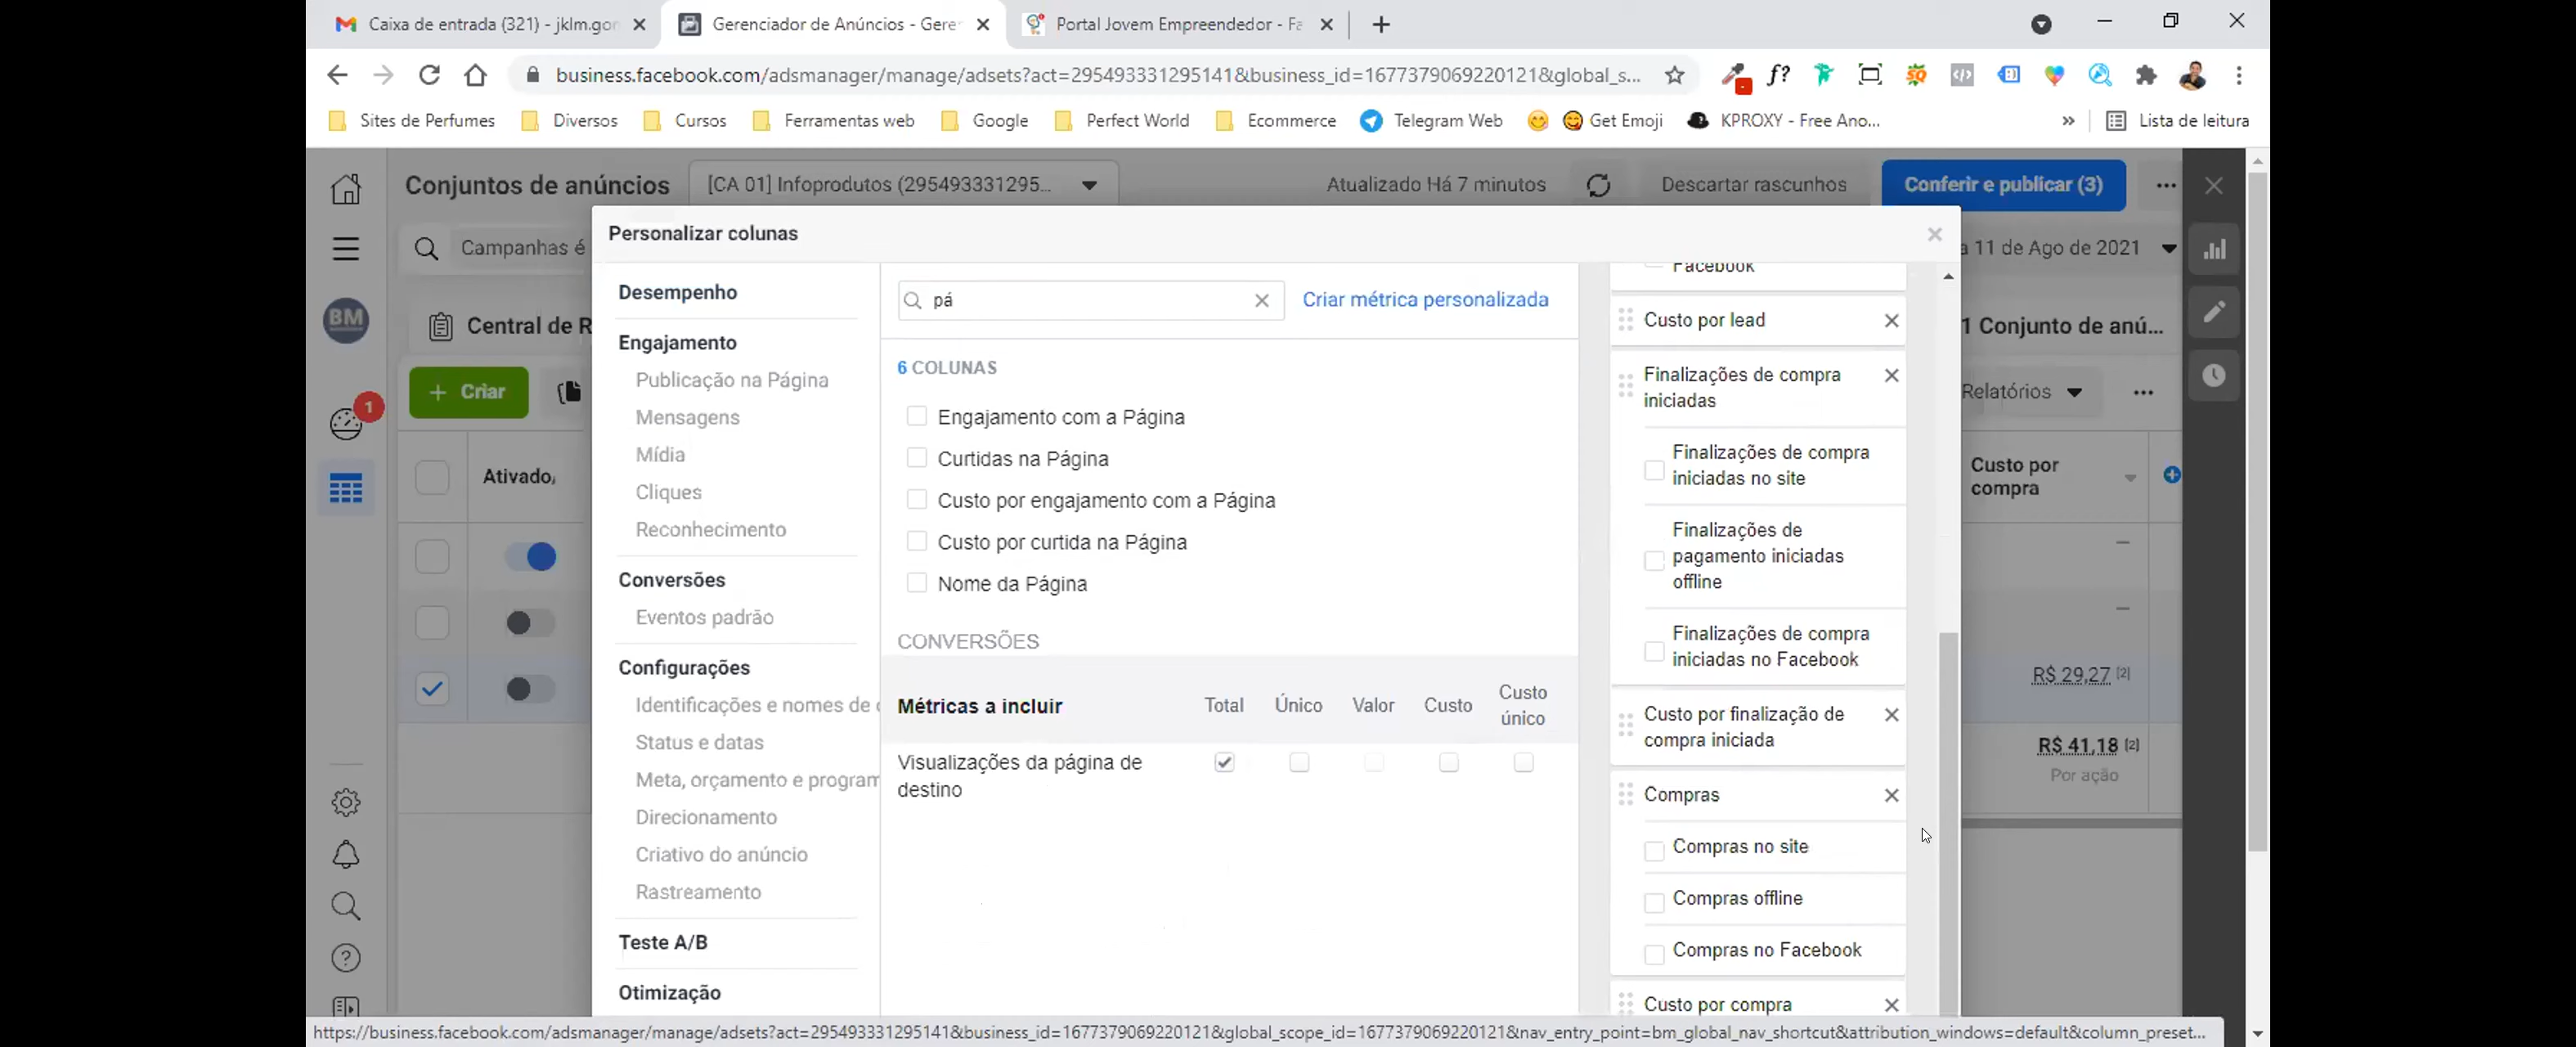 Caixa de entrada (321) - jklm.gon
Gerenciador de Anúncios - Gere
Portal Jovem Empreendedor - Fa
business.facebook.com/adsmanager/manage/adsets?act=295493331295141&business_id=1677379069220121&global_s...
Sites de Perfumes
Diversos
Cursos
Ferramentas web
Google
Perfect World
Ecommerce
Telegram Web
Get Emoji
KPROXY - Free Ano...
»
Lista de leitura
Conjuntos de anúncios
[CA 01] Infoprodutos (295493331295...
Atualizado Há 7 minutos
Descartar rascunhos
Conferir e publicar (3)
Campanhas é
a 11 de Ago de 2021
BM
Central de R
1 Conjunto de anú...
+ Criar
Relatórios
1
Ativado,
Custo por
compra
R$ 29,27 [2]
R$ 41,18 [2]
Por ação
Personalizar colunas
Desempenho
Engajamento
Publicação na Página
Mensagens
Mídia
Cliques
Reconhecimento
Conversões
Eventos padrão
Configurações
Identificações e nomes de
Status e datas
Meta, orçamento e program
Direcionamento
Criativo do anúncio
Rastreamento
Teste A/B
Otimização
pá
Criar métrica personalizada
6 COLUNAS
Engajamento com a Página
Curtidas na Página
Custo por engajamento com a Página
Custo por curtida na Página
Nome da Página
CONVERSÕES
Métricas a incluir
Total
Único
Valor
Custo
Custo
único
Visualizações da página de
destino
Facebook
Custo por lead
Finalizações de compra
iniciadas
Finalizações de compra
iniciadas no site
Finalizações de
pagamento iniciadas
offline
Finalizações de compra
iniciadas no Facebook
Custo por finalização de
compra iniciada
Compras
Compras no site
Compras offline
Compras no Facebook
Custo por compra
https://business.facebook.com/adsmanager/manage/adsets?act=295493331295141&business_id=1677379069220121&global_scope_id=1677379069220121&nav_entry_point=bm_global_nav_shortcut&attribution_windows=default&column_preset...